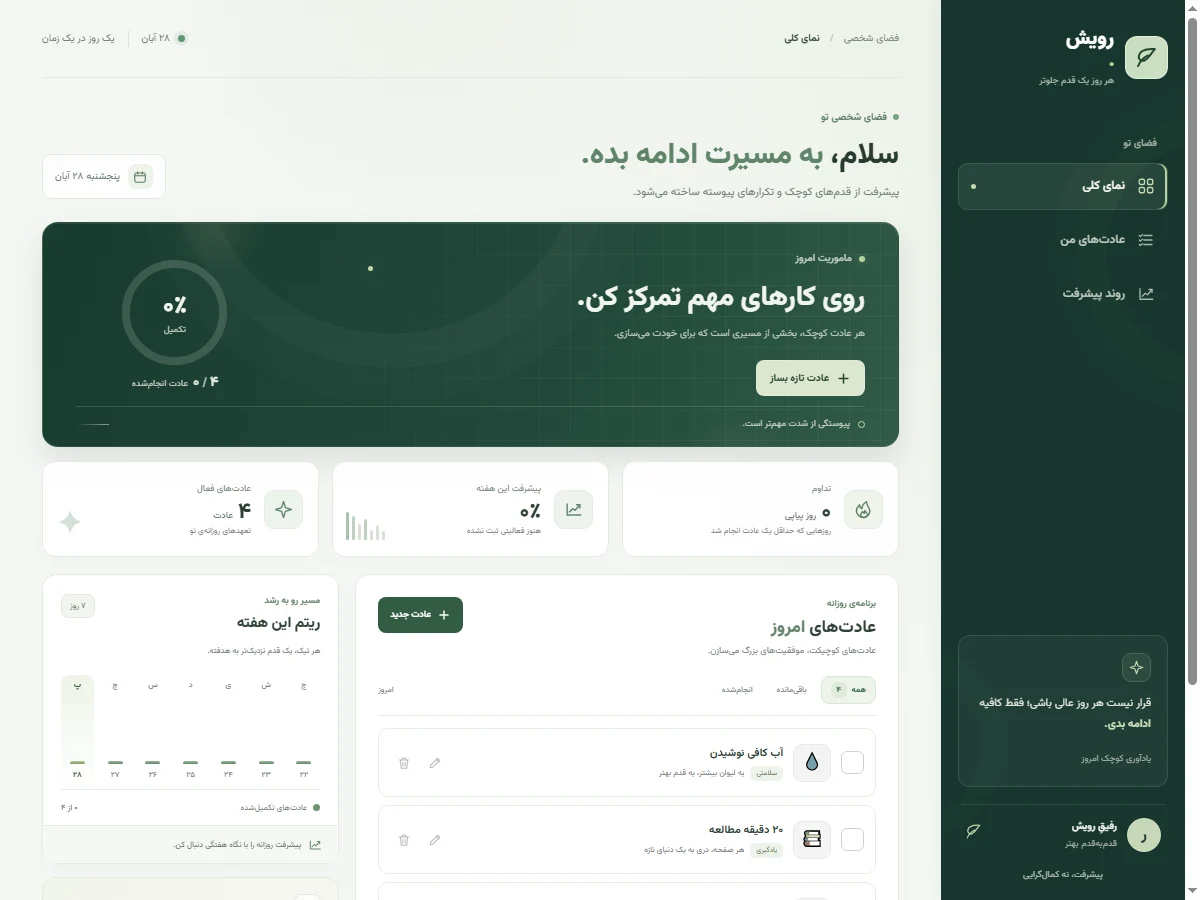 رویش
هر روز یک قدم جلوتر
فضای تو
نمای کلی
عادت‌های من
روند پیشرفت
قرار نیست هر روز عالی باشی؛ فقط کافیه
ادامه بدی.
یادآوری کوچک امروز
ر
رفیق رویش
قدم‌به‌قدم بهتر
پیشرفت، نه کمال‌گرایی
فضای شخصی / نمای کلی
۲۸ آبان
یک روز در یک زمان
فضای شخصی تو
سلام، به مسیرت ادامه بده.
پیشرفت از قدم‌های کوچک و تکرارهای پیوسته ساخته می‌شود.
پنجشنبه ۲۸ آبان
ماموریت امروز
روی کارهای مهم تمرکز کن.
هر عادت کوچک، بخشی از مسیری است که برای خودت می‌سازی.
عادت تازه بساز
پیوستگی از شدت مهم‌تر است.
۰٪
تکمیل
۴ / ۰ عادت انجام‌شده
تداوم
۰ روز پیاپی
روزهایی که حداقل یک عادت انجام شد
پیشرفت این هفته
۰٪
هنوز فعالیتی ثبت نشده
عادت‌های فعال
۴ عادت
تعهدهای روزانه‌ی تو
برنامه‌ی روزانه
عادت‌های امروز
عادت‌های کوچیکت، موفقیت‌های بزرگ می‌سازن.
عادت جدید
همه ۴
باقی‌مانده
انجام‌شده
امروز
آب کافی نوشیدن
سلامتی
یه لیوان بیشتر، یه قدم بهتر
۲۰ دقیقه مطالعه
یادگیری
هر صفحه، دری به یک دنیای تازه
مسیر رو به رشد
ریتم این هفته
هر تیک، یک قدم نزدیک‌تر به هدفته.
۷ روز
ج ش ی د س چ پ
۲۲ ۲۳ ۲۴ ۲۵ ۲۶ ۲۷ ۲۸
عادت‌های تکمیل‌شده
۰ از ۴
پیشرفت روزانه را با نگاه هفتگی دنبال کن.